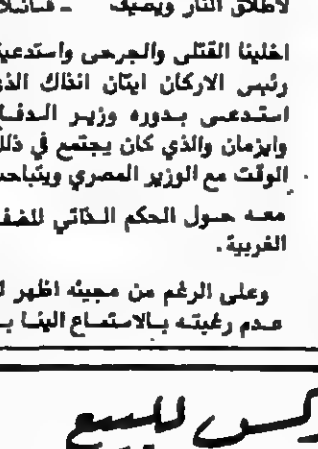 لاطلاق النار ويضيف
اخلينا القتلى والجرحى واستدعينا
رئيس الاركان ايتان انذاك الذي
استدعى بدوره وزير الدفاع
وايزمان والذي كان يجتمع في ذلك
الوقت مع الوزير المصري ويتباحث
معه حول الحكم الذاتي للضفة
الغربية .
وعلى الرغم من مجيئه اظهر
عدم رغبته بالاستماع الينا
للبيع